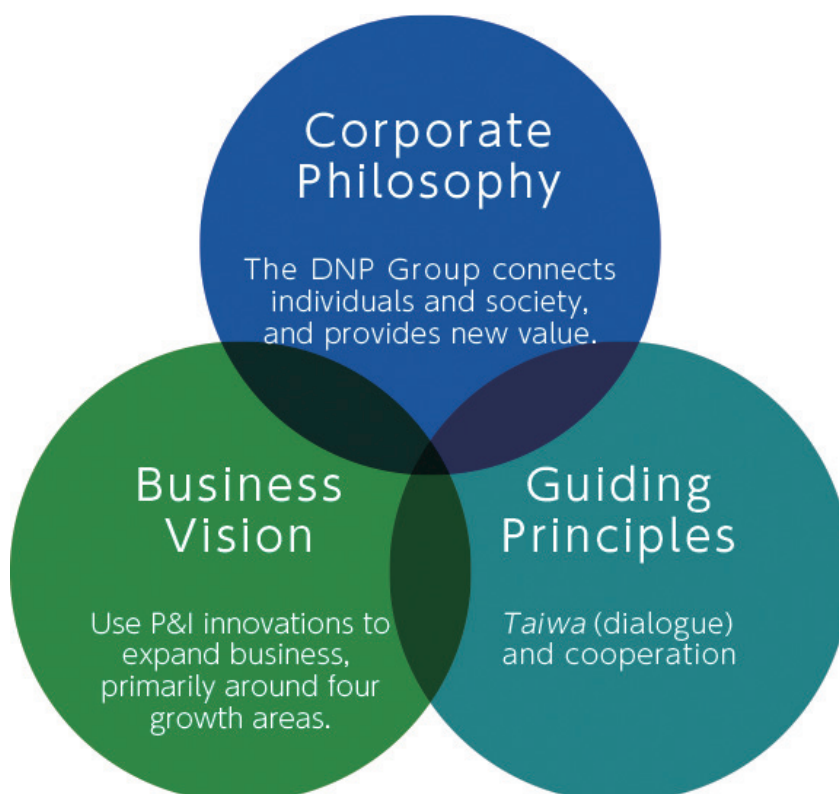 Corporate
Philosophy
The DNP Group connects
individuals and society,
and provides new value.
Business
Vision
Use P&I innovations to
expand business,
primarily around four
growth areas.
Guiding
Principles
Taiwa (dialogue)
and cooperation